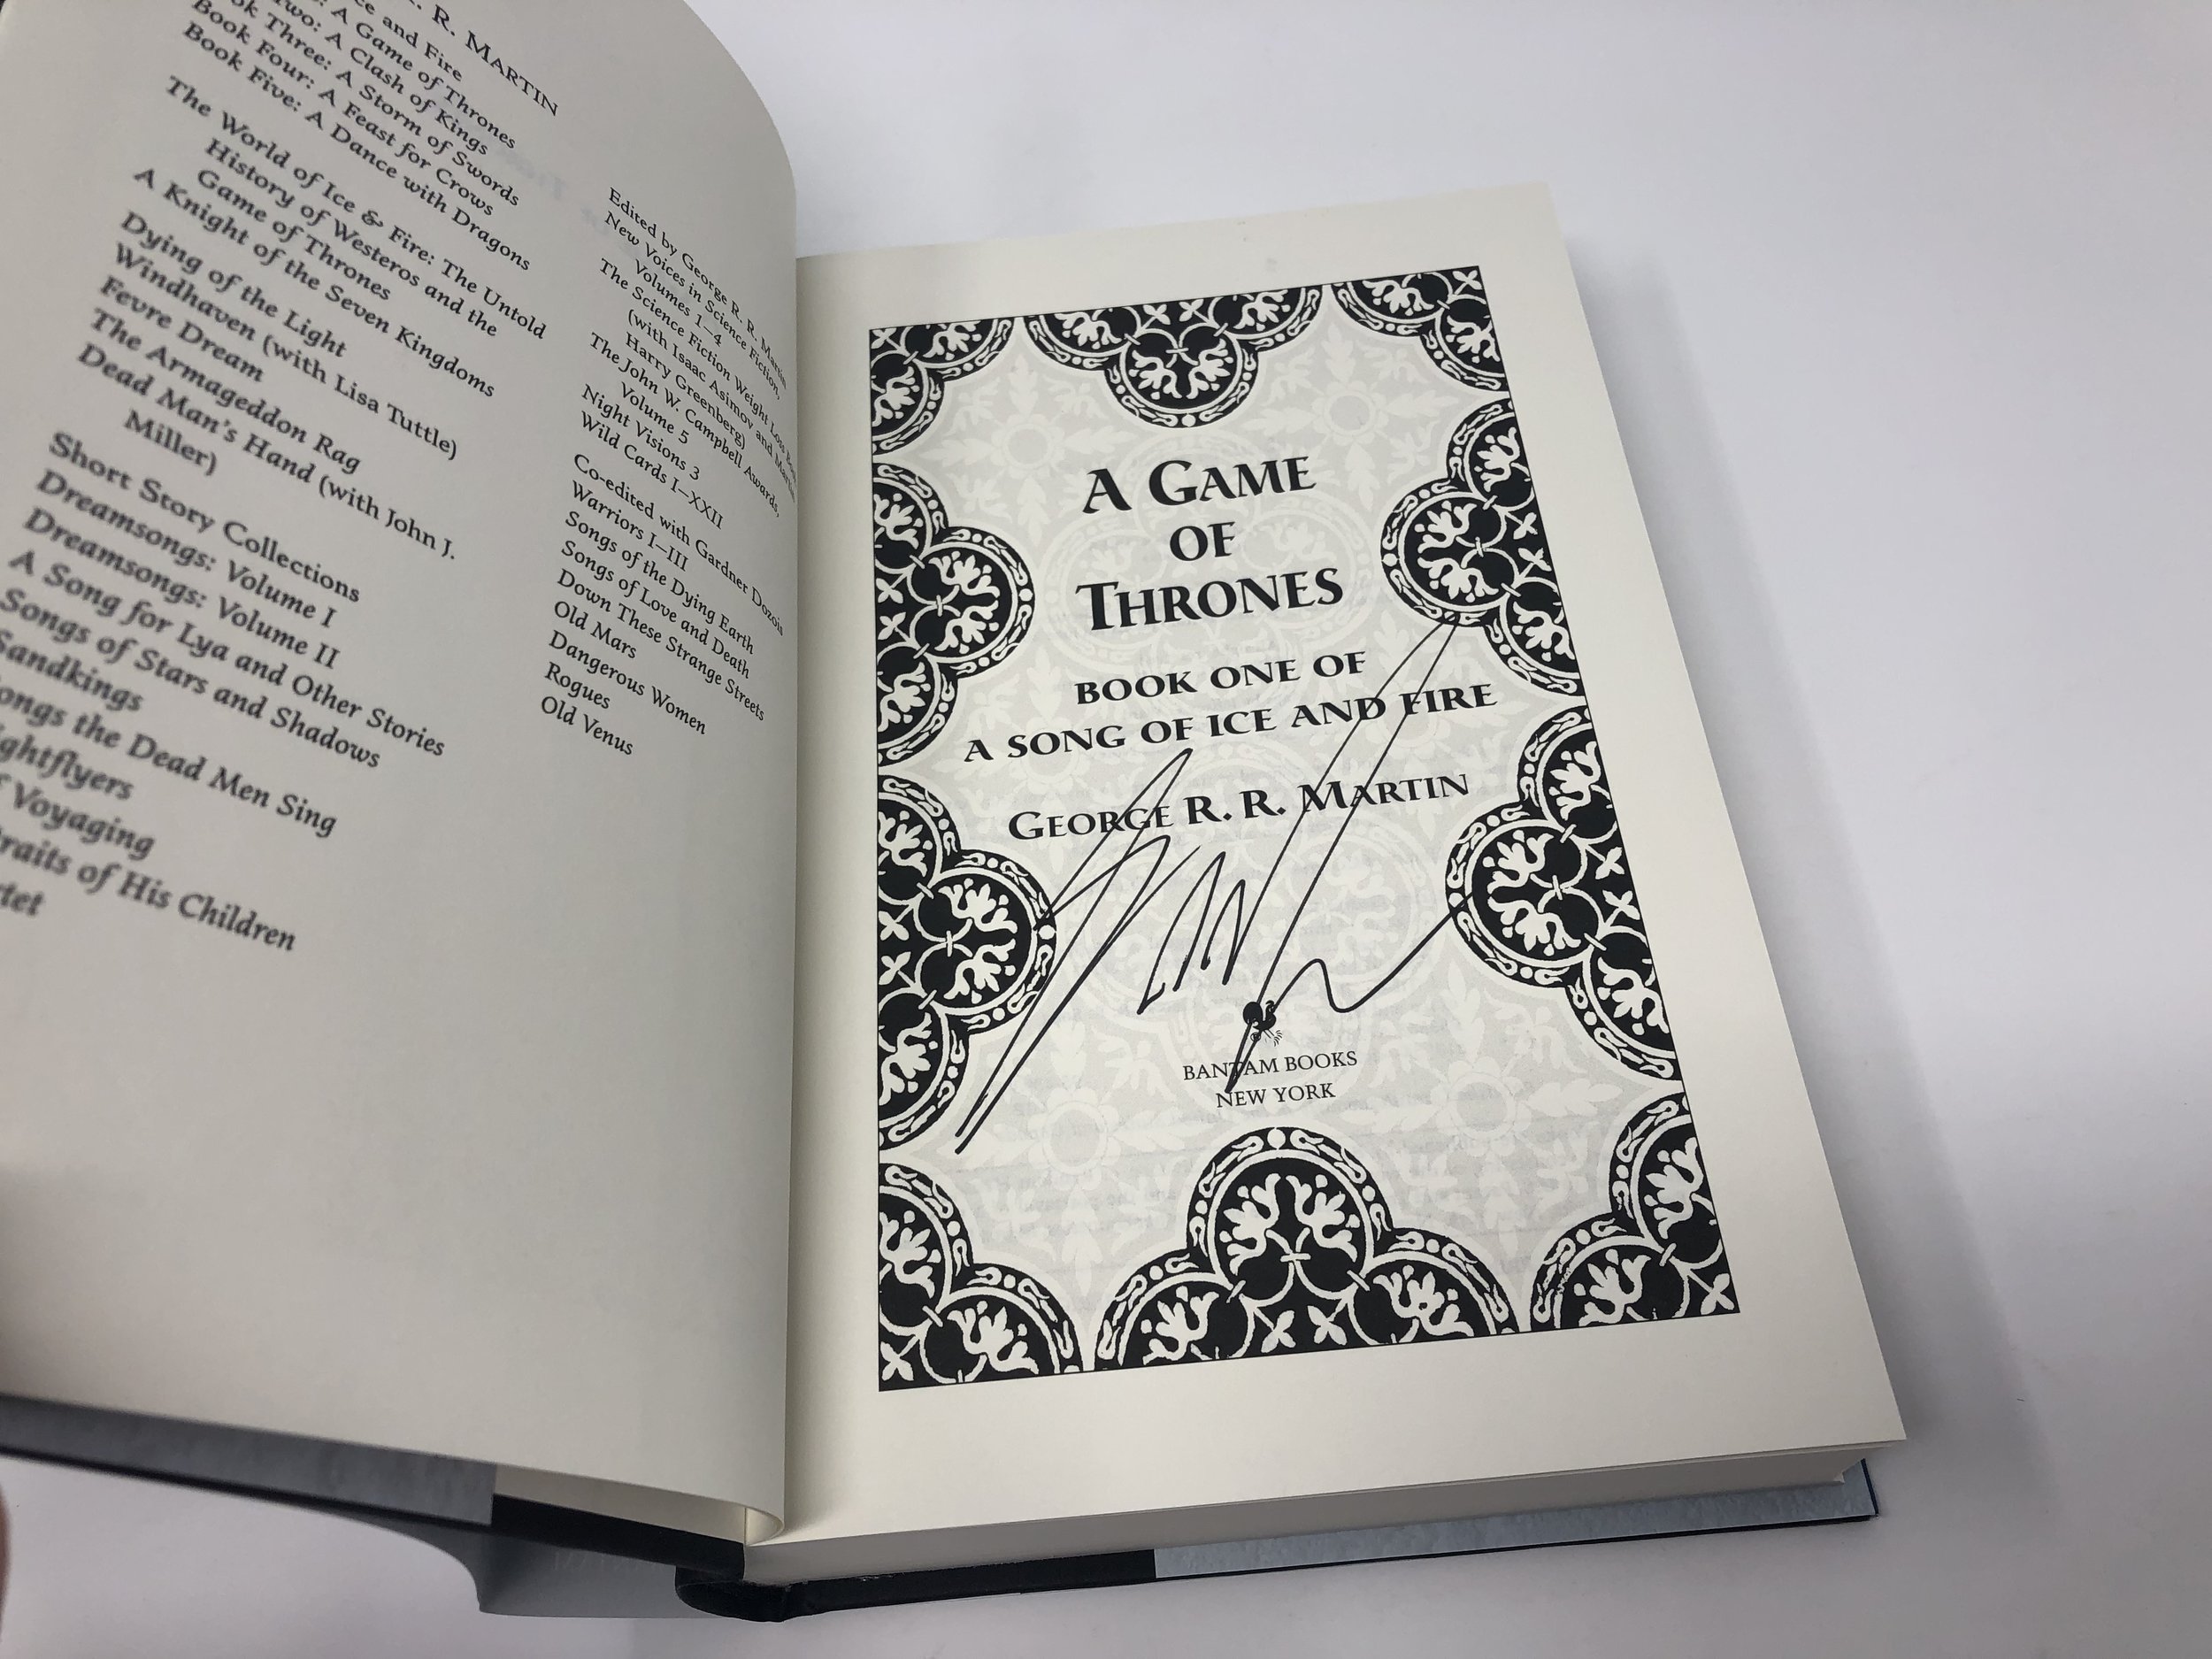 R. R. MARTIN
ce and Fire
A Game of Thrones
Two: A Clash of Kings
Three: A Storm of Swords
Book Four: A Feast for Crows
Book Five: A Dance with Dragons
The World of Ice & Fire: The Untold
History of Westeros and the
Game of Thrones
A Knight of the Seven Kingdoms
Dying of the Light
Windhaven (with Lisa Tuttle)
Fevre Dream
The Armageddon Rag
Dead Man's Hand (with John J.
Miller)
Short Story Collections
Dreamsongs: Volume I
Dreamsongs: Volume II
A Song for Lya and Other Stories
Songs of Stars and Shadows
Sandkings
ongs the Dead Men Sing
ghtflyers
f Voyaging
raits of His Children
rtet
Edited by George R. R. Martin
New Voices in Science Fiction,
Volumes 1–4
The Science Fiction Weight Loss
(with Isaac Asimov and
Harry Greenberg)
The John W. Campbell Awards,
Volume 5
Night Visions 3
Wild Cards I–XXII
Co-edited with Gardner Dozois
Warriors I–III
Songs of the Dying Earth
Songs of Love and Death
Down These Strange Streets
Old Mars
Dangerous Women
Rogues
Old Venus
A GAME
OF
THRONES
BOOK ONE OF
A SONG OF ICE AND FIRE
GEORGE R. R. MARTIN
BANTAM BOOKS
NEW YORK